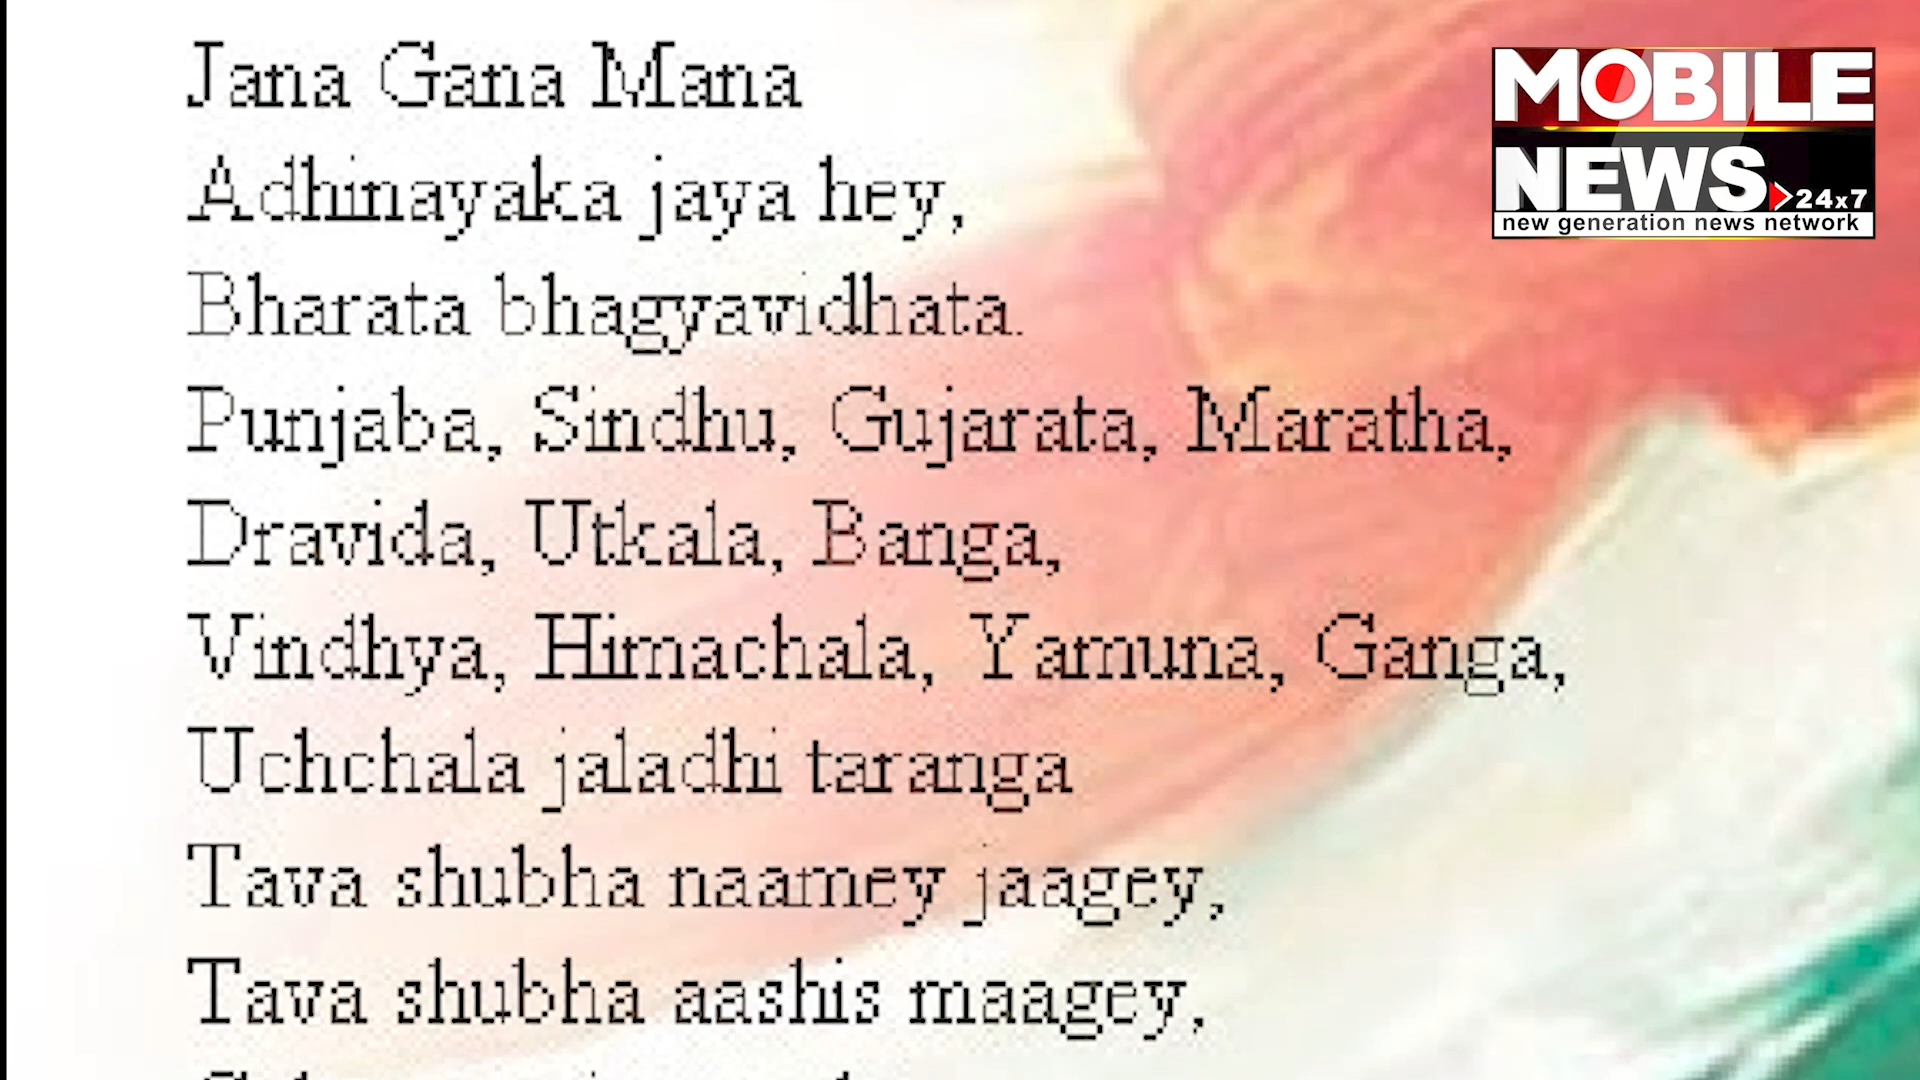 Jana Gana Mana
Adhinayaka jaya hey,
Bharata bhagyavidhata.
Punjaba, Sindhu, Gujarata, Maratha,
Dravida, Utkala, Banga,
Vindhya, Himachala, Yamuna, Ganga,
Uchchala jaladhi taranga
Tava shubha naamey jaagey,
Tava shubha aashis maagey,
MOBILE
NEWS 24x7
new generation news network